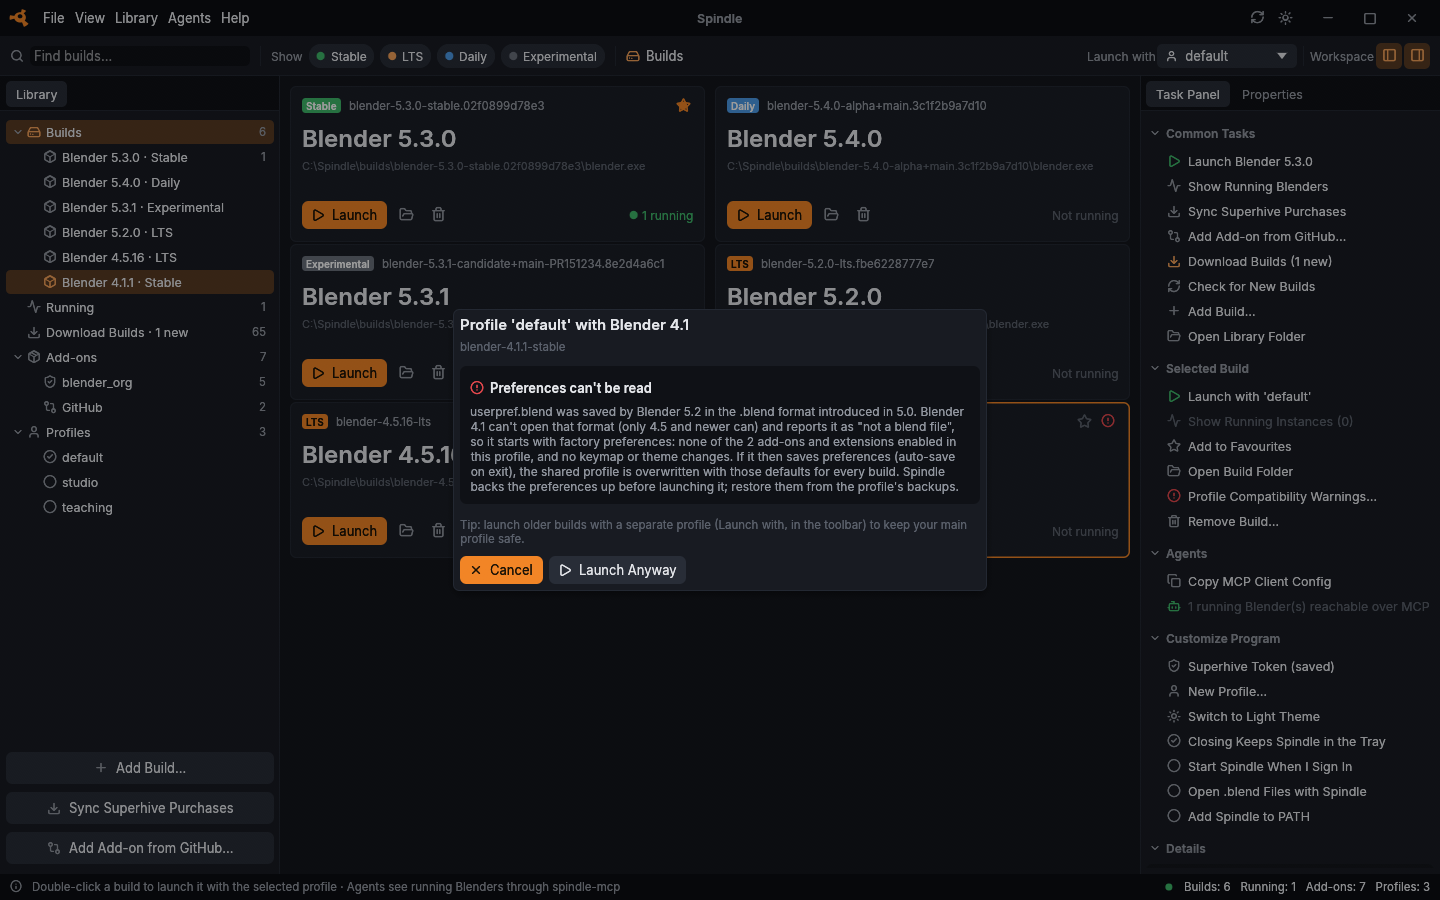 File View Library Agents Help
Spindle
Find builds...
Show Stable LTS Daily Experimental
Builds
Launch with default
Workspace
Library
Builds 6
Blender 5.3.0 · Stable 1
Blender 5.4.0 · Daily
Blender 5.3.1 · Experimental
Blender 5.2.0 · LTS
Blender 4.5.16 · LTS
Blender 4.1.1 · Stable
Running 1
Download Builds · 1 new 65
Add-ons 7
blender_org 5
GitHub 2
Profiles 3
default
studio
teaching
Add Build...
Sync Superhive Purchases
Add Add-on from GitHub...
Stable blender-5.3.0-stable.02f0899d78e3
Blender 5.3.0
C:\Spindle\builds\blender-5.3.0-stable.02f0899d78e3\blender.exe
Launch
1 running
Daily blender-5.4.0-alpha+main.3c1f2b9a7d10
Blender 5.4.0
C:\Spindle\builds\blender-5.4.0-alpha+main.3c1f2b9a7d10\blender.exe
Launch
Not running
Experimental blender-5.3.1-candidate+main-PR151234.8e2d4a6c1
Blender 5.3.1
C:\Spindle\builds\blender-5.3
Launch
LTS blender-5.2.0-lts.fbe6228777e7
Blender 5.2.0
\blender.exe
Not running
LTS blender-4.5.16-lts
Blender 4.5.16
C:\Spindle\builds\blender-4.5
Launch
Not running
Profile 'default' with Blender 4.1
blender-4.1.1-stable
Preferences can't be read
userpref.blend was saved by Blender 5.2 in the .blend format introduced in 5.0. Blender
4.1 can't open that format (only 4.5 and newer can) and reports it as "not a blend file",
so it starts with factory preferences: none of the 2 add-ons and extensions enabled in
this profile, and no keymap or theme changes. If it then saves preferences (auto-save
on exit), the shared profile is overwritten with those defaults for every build. Spindle
backs the preferences up before launching it; restore them from the profile's backups.
Tip: launch older builds with a separate profile (Launch with, in the toolbar) to keep your main
profile safe.
Cancel
Launch Anyway
Task Panel Properties
Common Tasks
Launch Blender 5.3.0
Show Running Blenders
Sync Superhive Purchases
Add Add-on from GitHub...
Download Builds (1 new)
Check for New Builds
Add Build...
Open Library Folder
Selected Build
Launch with 'default'
Show Running Instances (0)
Add to Favourites
Open Build Folder
Profile Compatibility Warnings...
Remove Build...
Agents
Copy MCP Client Config
1 running Blender(s) reachable over MCP
Customize Program
Superhive Token (saved)
New Profile...
Switch to Light Theme
Closing Keeps Spindle in the Tray
Start Spindle When I Sign In
Open .blend Files with Spindle
Add Spindle to PATH
Details
Double-click a build to launch it with the selected profile · Agents see running Blenders through spindle-mcp
Builds: 6 Running: 1 Add-ons: 7 Profiles: 3